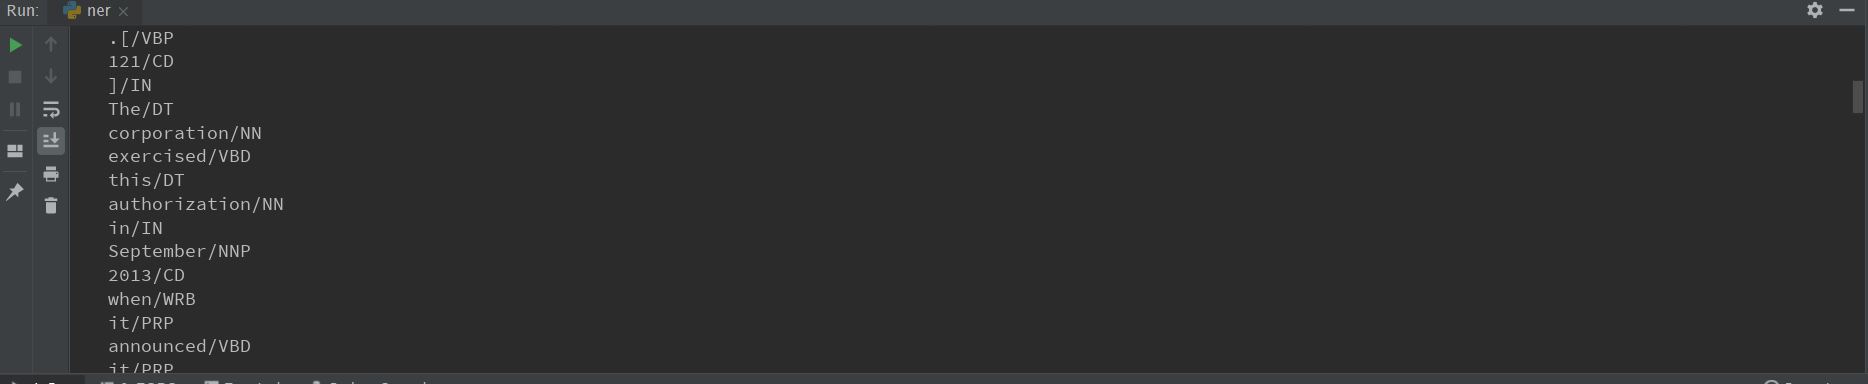 Run: ner
.[/VBP
121/CD
]/IN
The/DT
corporation/NN
exercised/VBD
this/DT
authorization/NN
in/IN
September/NNP
2013/CD
when/WRB
it/PRP
announced/VBD
it/PRP